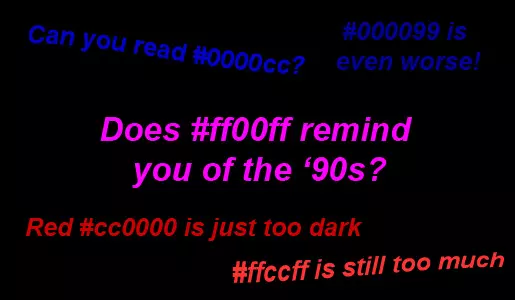 Can you read #0000cc?
#000099 is
even worse!
Does #ff00ff remind
you of the ‘90s?
Red #cc0000 is just too dark
#ffccff is still too much